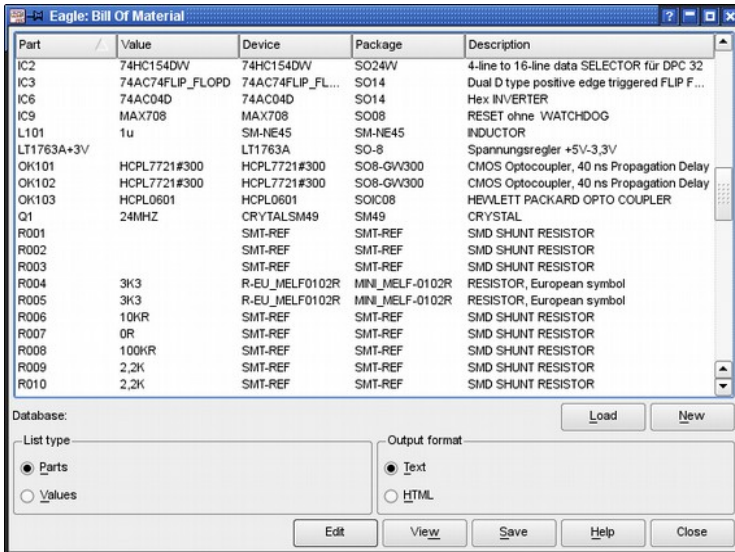 Eagle: Bill Of Material
Part Value Device Package Description
IC2 74HC154DW 74HC154DW SO24W 4-line to 16-line data SELECTOR für DPC 32
IC3 74AC74FLIP_FLOPD 74AC74FLIP_FL... SO14 Dual D type positive edge triggered FLIP F...
IC6 74AC04D 74AC04D SO14 Hex INVERTER
IC9 MAX708 MAX708 SO08 RESET ohne WATCHDOG
L101 1u SM-NE45 SM-NE45 INDUCTOR
LT1763A+3V LT1763A SO-8 Spannungsregler +5V-3,3V
OK101 HCPL7721#300 HCPL7721#300 SO8-GW300 CMOS Optocoupler, 40 ns Propagation Delay
OK102 HCPL7721#300 HCPL7721#300 SO8-GW300 CMOS Optocoupler, 40 ns Propagation Delay
OK103 HCPL0601 HCPL0601 SOIC08 HEWLETT PACKARD OPTO COUPLER
Q1 24MHZ CRYTALSM49 SM49 CRYSTAL
R001 SMT-REF SMT-REF SMD SHUNT RESISTOR
R002 SMT-REF SMT-REF SMD SHUNT RESISTOR
R003 SMT-REF SMT-REF SMD SHUNT RESISTOR
R004 3K3 R-EU_MELF0102R MINI_MELF-0102R RESISTOR, European symbol
R005 3K3 R-EU_MELF0102R MINI_MELF-0102R RESISTOR, European symbol
R006 10KR SMT-REF SMT-REF SMD SHUNT RESISTOR
R007 0R SMT-REF SMT-REF SMD SHUNT RESISTOR
R008 100KR SMT-REF SMT-REF SMD SHUNT RESISTOR
R009 2,2K SMT-REF SMT-REF SMD SHUNT RESISTOR
R010 2,2K SMT-REF SMT-REF SMD SHUNT RESISTOR
Database: Load New
List type Output format
Parts Text
Values HTML
Edit View Save Help Close